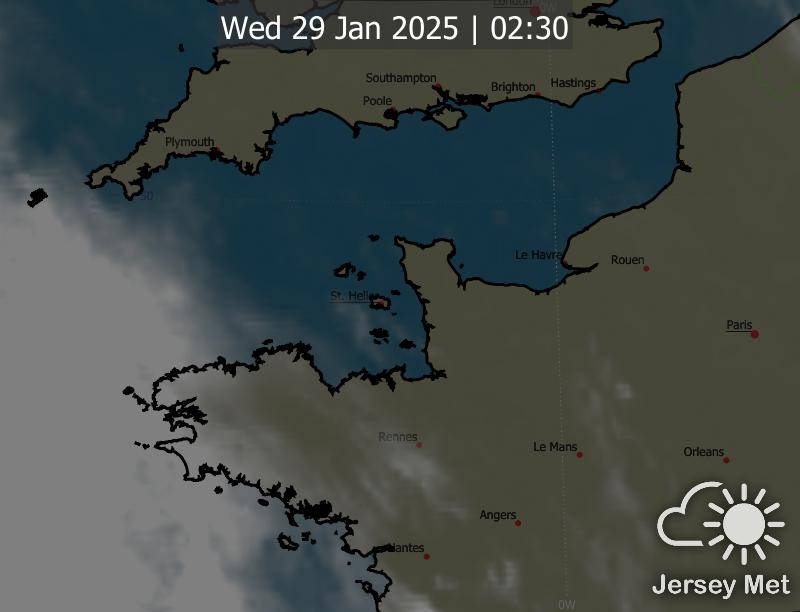 London
0W
Wed 29 Jan 2025 | 02:30
Southampton
Brighton
Hastings
Poole
Plymouth
50
Le Havre
Rouen
St. Helier
Paris
Rennes
Le Mans
Orleans
Angers
Nantes
Jersey Met
0W